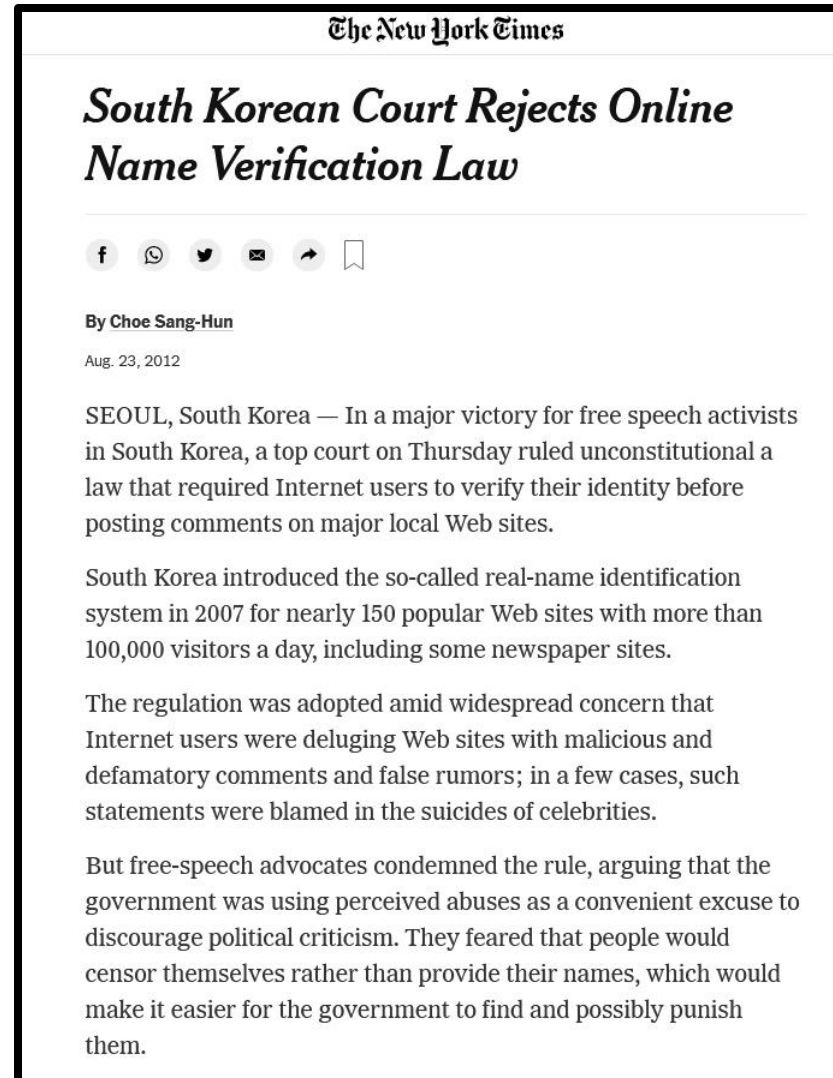 The New York Times
South Korean Court Rejects Online
Name Verification Law
By Choe Sang-Hun
Aug. 23, 2012
SEOUL, South Korea — In a major victory for free speech activists
in South Korea, a top court on Thursday ruled unconstitutional a
law that required Internet users to verify their identity before
posting comments on major local Web sites.
South Korea introduced the so-called real-name identification
system in 2007 for nearly 150 popular Web sites with more than
100,000 visitors a day, including some newspaper sites.
The regulation was adopted amid widespread concern that
Internet users were deluging Web sites with malicious and
defamatory comments and false rumors; in a few cases, such
statements were blamed in the suicides of celebrities.
But free-speech advocates condemned the rule, arguing that the
government was using perceived abuses as a convenient excuse to
discourage political criticism. They feared that people would
censor themselves rather than provide their names, which would
make it easier for the government to find and possibly punish
them.